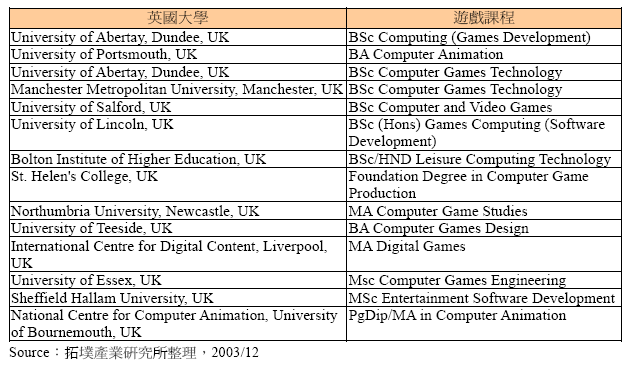 英國大學 遊戲課程
University of Abertay, Dundee, UK BSc Computing (Games Development)
University of Portsmouth, UK BA Computer Animation
University of Abertay, Dundee, UK BSc Computer Games Technology
Manchester Metropolitan University, Manchester, UK BSc Computer Games Technology
University of Salford, UK BSc Computer and Video Games
University of Lincoln, UK BSc (Hons) Games Computing (Software
Development)
Bolton Institute of Higher Education, UK BSc/HND Leisure Computing Technology
St. Helen's College, UK Foundation Degree in Computer Game
Production
Northumbria University, Newcastle, UK MA Computer Game Studies
University of Teeside, UK BA Computer Games Design
International Centre for Digital Content, Liverpool, MA Digital Games
UK
University of Essex, UK Msc Computer Games Engineering
Sheffield Hallam University, UK MSc Entertainment Software Development
National Centre for Computer Animation, University PgDip/MA in Computer Animation
of Bournemouth, UK
Source：拓墣產業研究所整理，2003/12